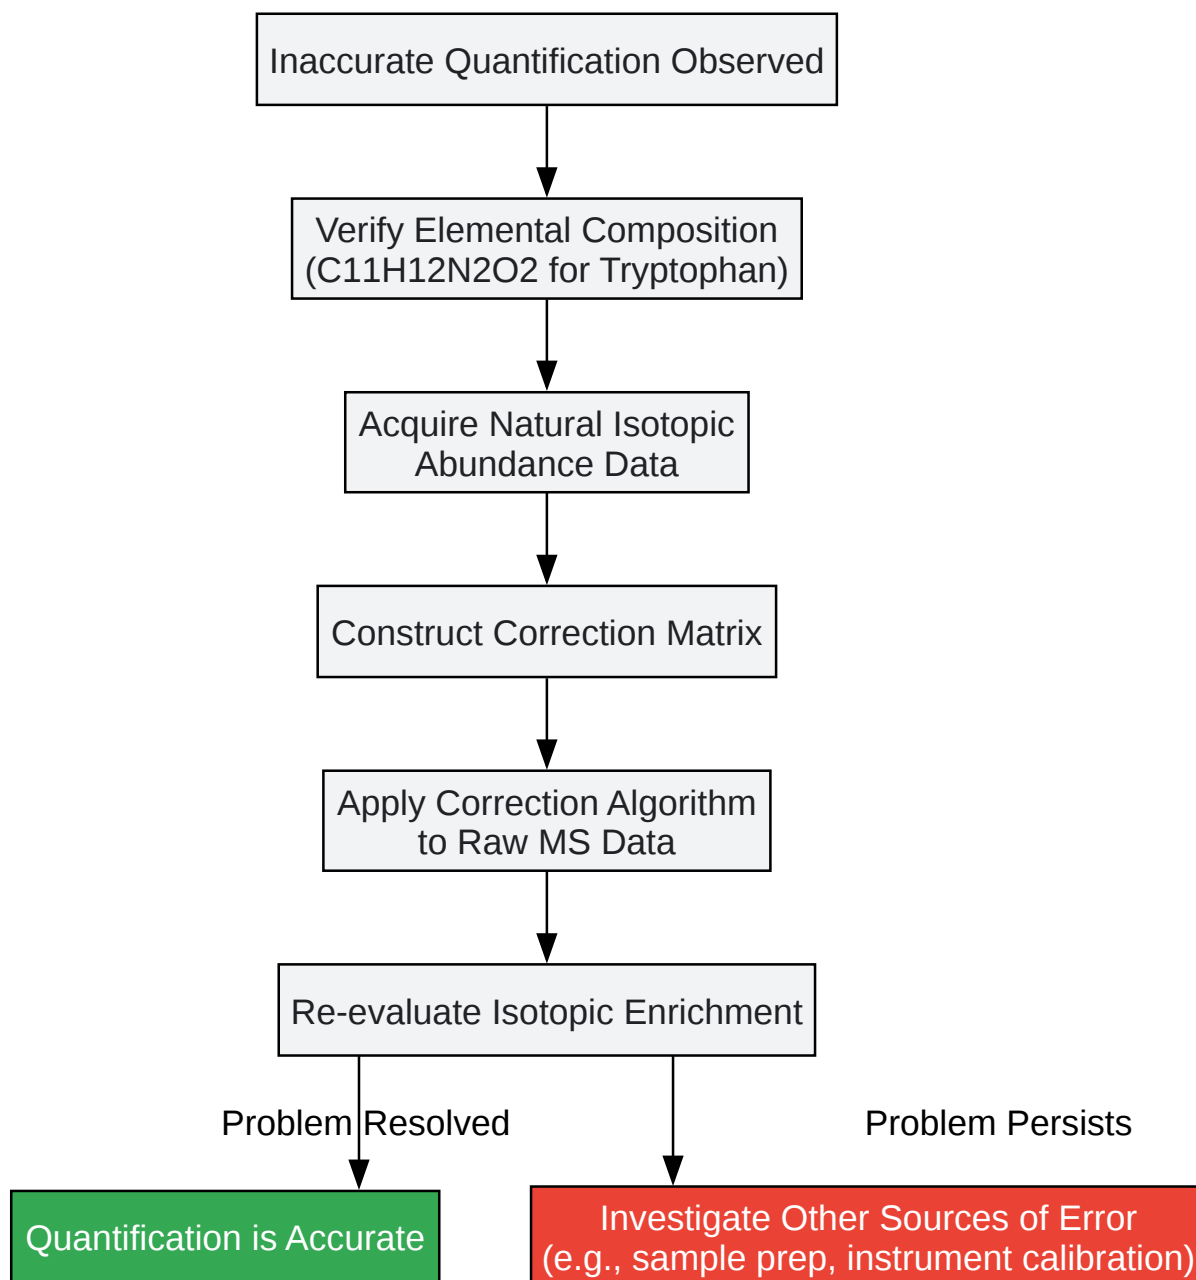 Inaccurate Quantification Observed
Verify Elemental Composition
(C11H12N2O2 for Tryptophan)
Acquire Natural Isotopic
Abundance Data
Construct Correction Matrix
Apply Correction Algorithm
to Raw MS Data
Re-evaluate Isotopic Enrichment
Problem Resolved
Problem Persists
Quantification is Accurate
Investigate Other Sources of Error
(e.g., sample prep, instrument calibration)